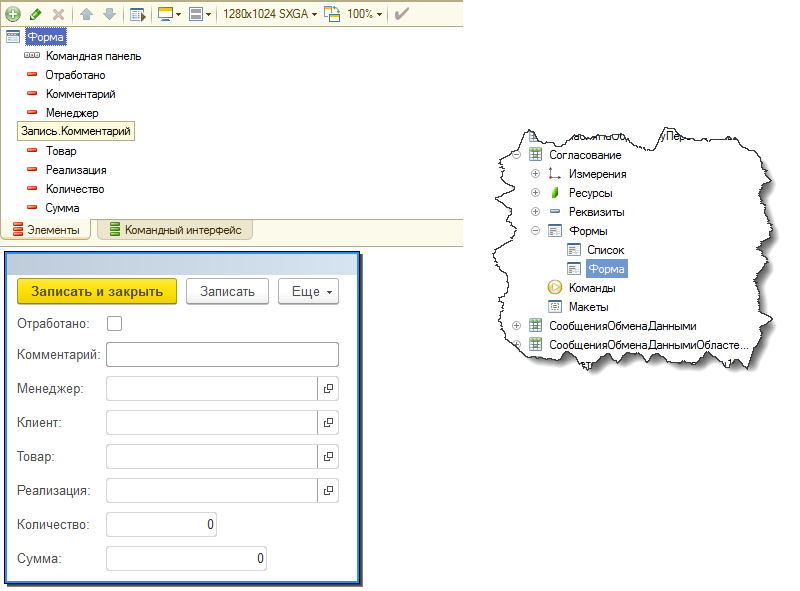 1280x1024 SXGA
100%
Форма
Командная панель
Отработано
Комментарий
Менеджер
Запись.Комментарий
Товар
Реализация
Количество
Сумма
Элементы
Командный интерфейс
Записать и закрыть
Записать
Еще
Отработано:
Комментарий:
Менеджер:
Клиент:
Товар:
Реализация:
Количество:
0
Сумма:
0
Согласование
Измерения
Ресурсы
Реквизиты
Формы
Список
Форма
Команды
Макеты
СообщенияОбменаДанными
СообщенияОбменаДаннымиОбласте...